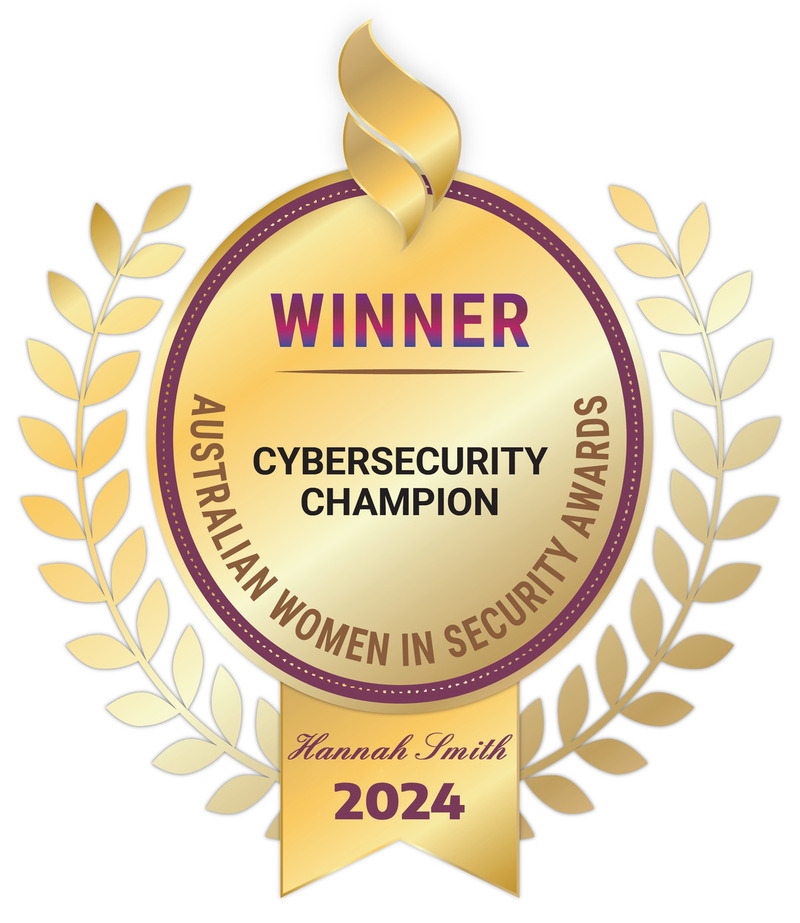 WINNER
CYBERSECURITY
CHAMPION
AUSTRALIAN WOMEN IN SECURITY AWARDS
Hannah Smith
2024